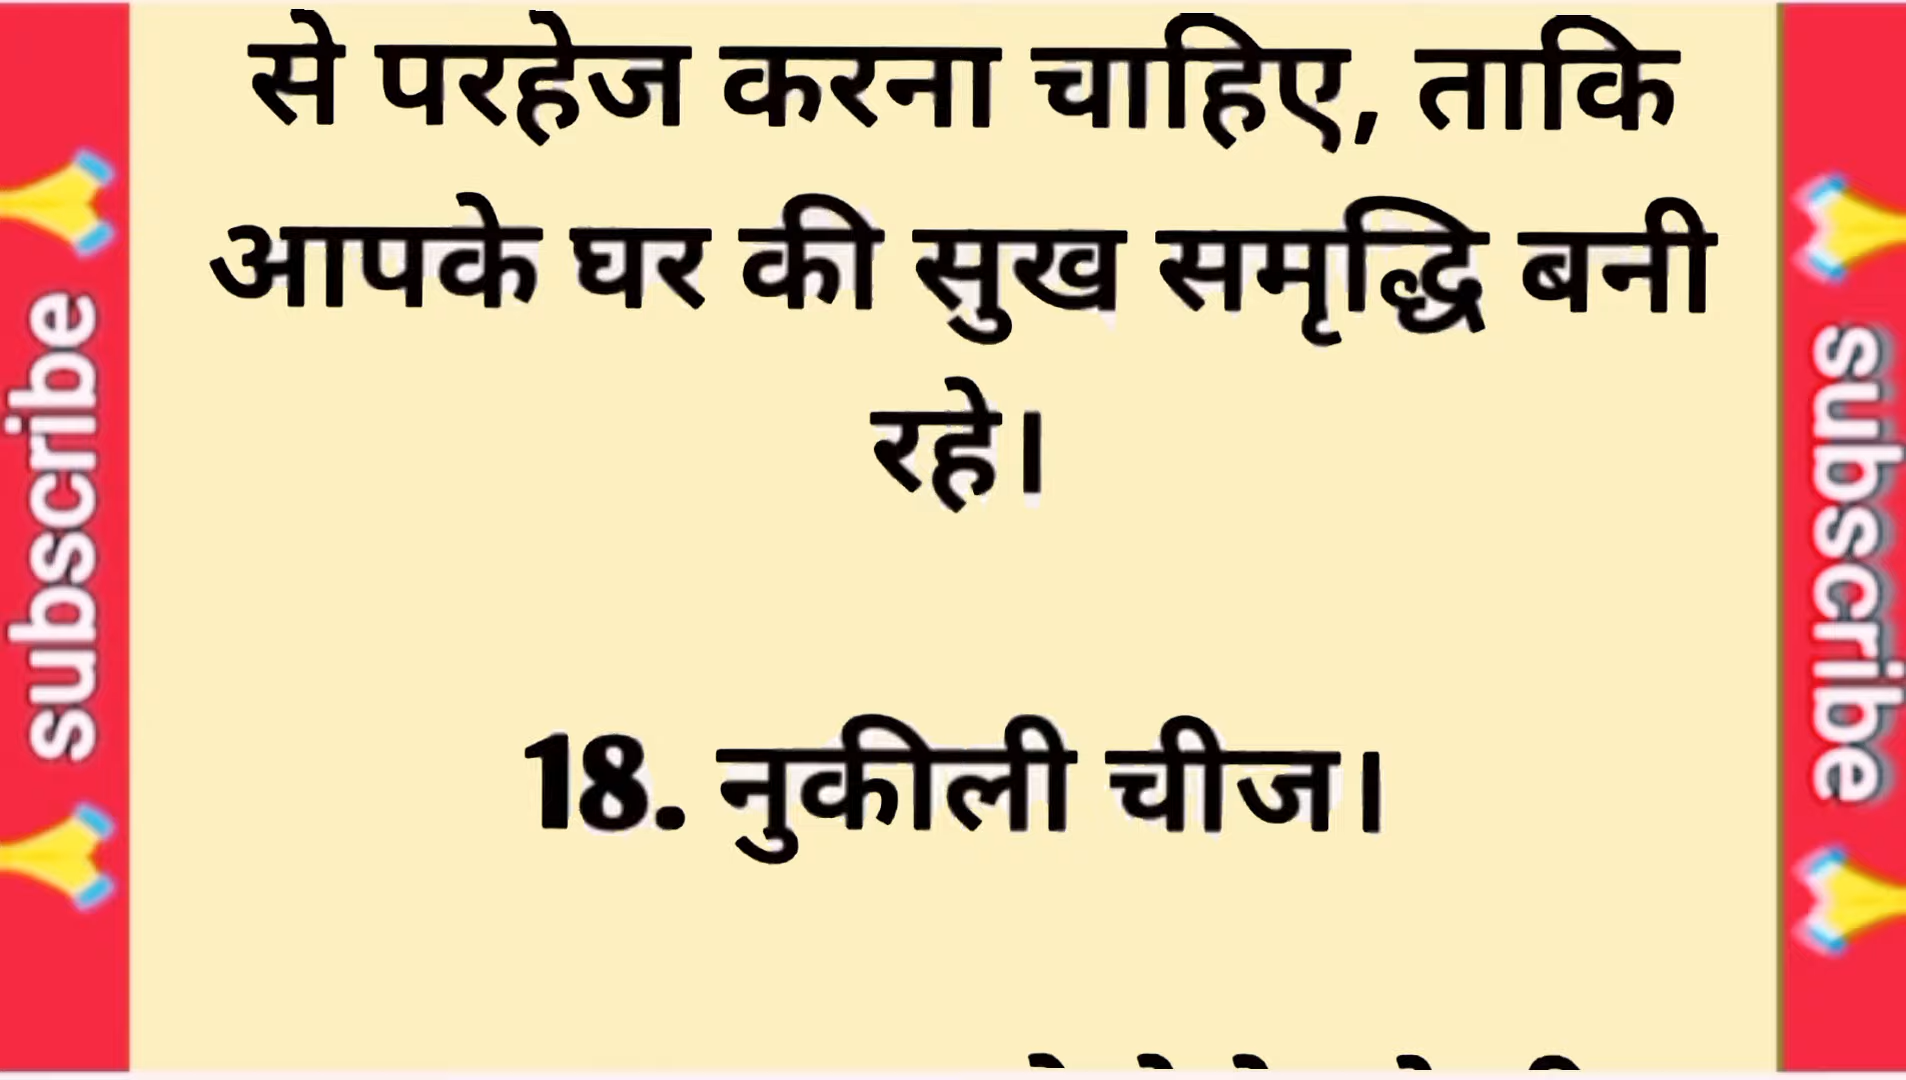 से परहेज करना चाहिए, ताकि
आपके घर की सुख समृद्धि बनी
रहे।
18. नुकीली चीज।
subscribe
subscribe